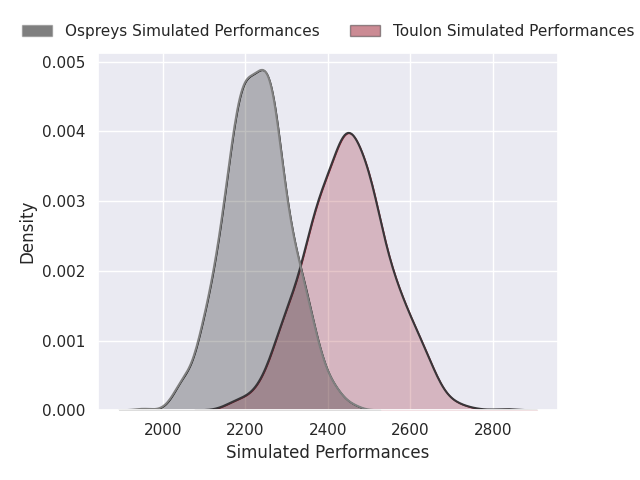 Ospreys Simulated Performances Toulon Simulated Performances
0.005
0.004
0.003
0.002
0.001
0.000
Density
2000 2200 2400 2600 2800
Simulated Performances